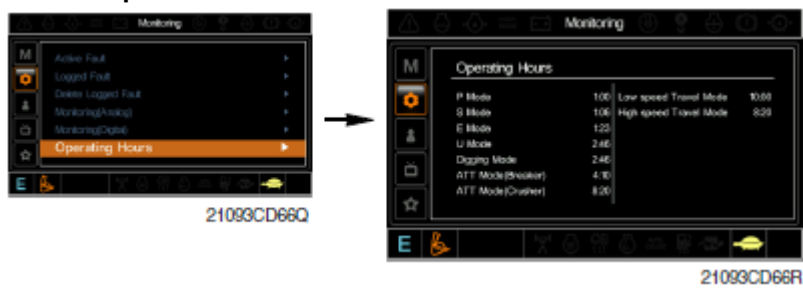 Monitoring
M
Active Fault
Logged Fault
Delete Logged Fault
Monitoring(Analog)
Monitoring(Digital)
Operating Hours
E
21093CD66Q
Monitoring
M
Operating Hours
P Mode 1:00 Low speed Travel Mode 10:00
S Mode 1:06 High speed Travel Mode 8:20
E Mode 1:23
U Mode 2:46
Digging Mode 2:46
ATT Mode(Breaker) 4:10
ATT Mode(Crusher) 8:20
E
21093CD66R